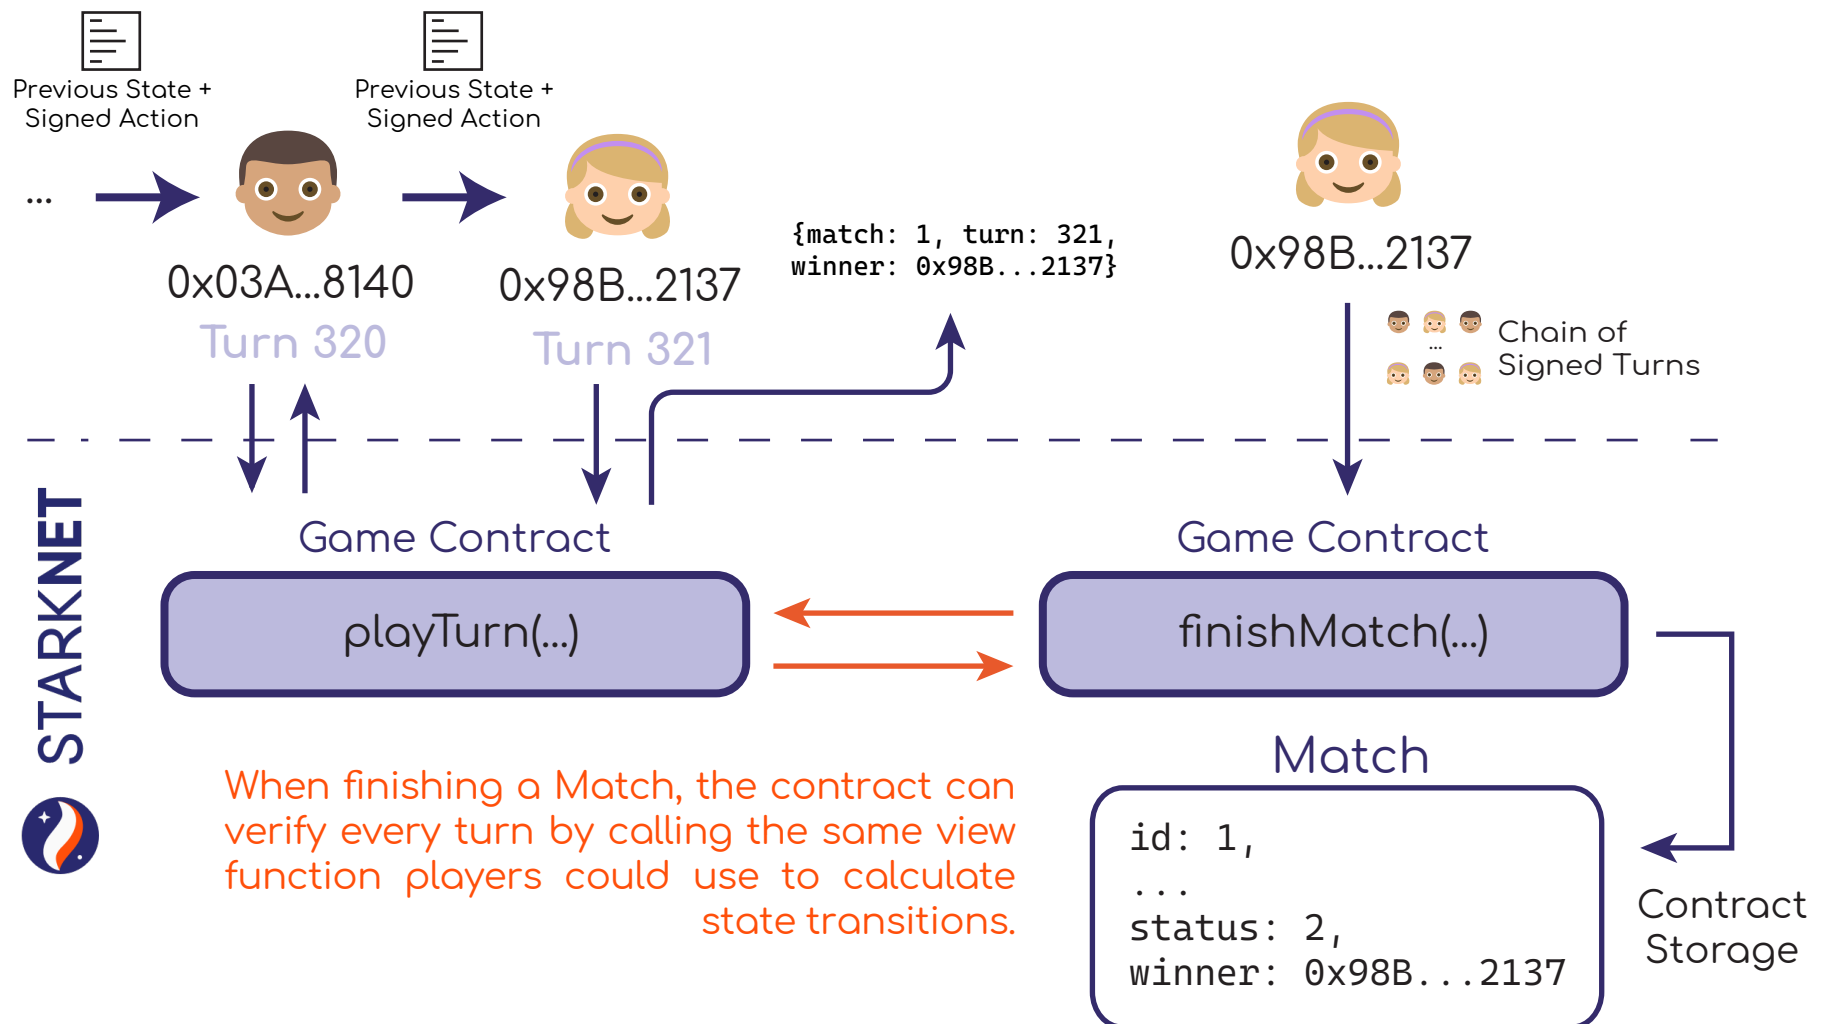 Previous State +
Signed Action
Previous State +
Signed Action
...
0x03A...8140
Turn 320
0x98B...2137
Turn 321
{match: 1, turn: 321,
winner: 0x98B...2137}
0x98B...2137
...
Chain of
Signed Turns
STARKNET
Game Contract
playTurn(...)
Game Contract
finishMatch(...)
When finishing a Match, the contract can
verify every turn by calling the same view
function players could use to calculate
state transitions.
Match
id: 1,
...
status: 2,
winner: 0x98B...2137
Contract
Storage